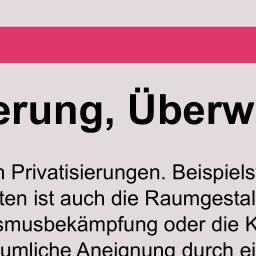 erung, Überw
n Privatisierungen. Beispiels
ten ist auch die Raumgestal
smusbekämpfung oder die K
umliche Aneignung durch ei